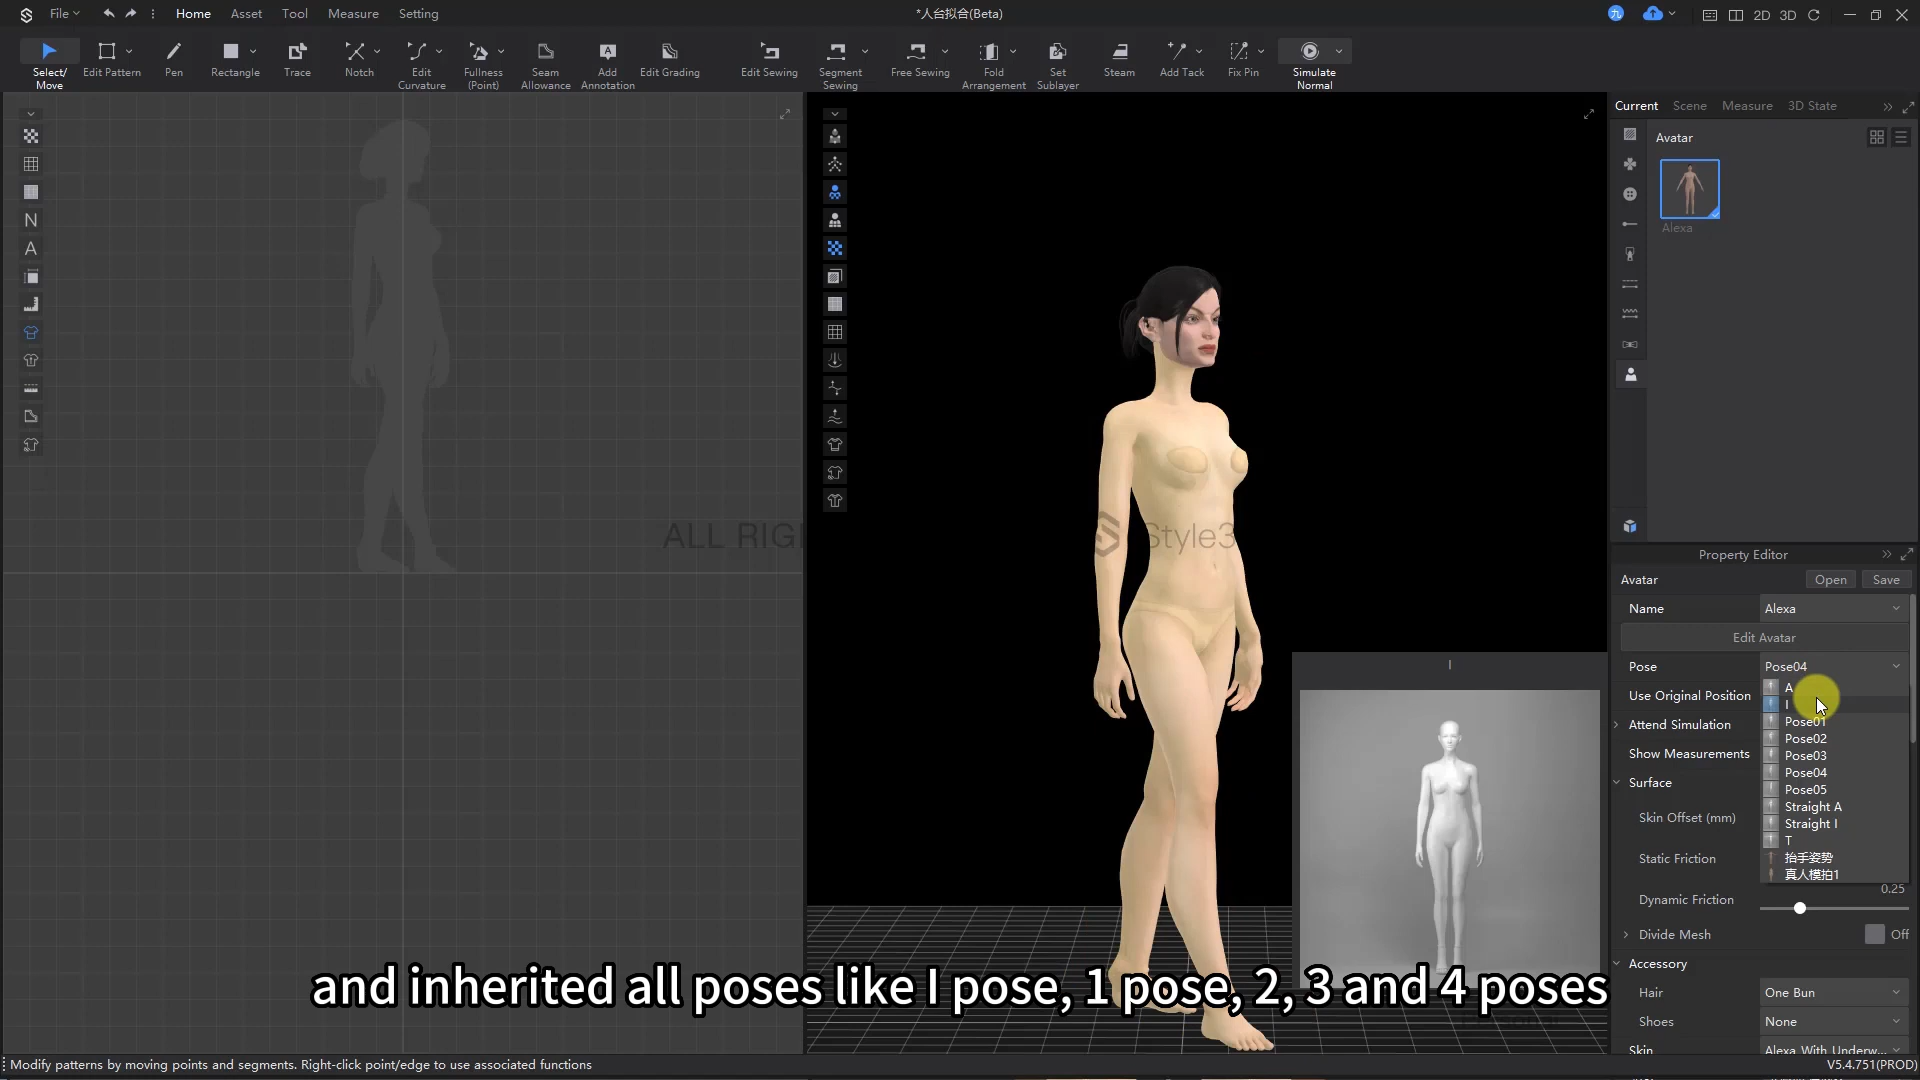 File
Home
Asset
Tool
Measure
Setting
*人台拟合(Beta)
九
2D
3D
Select/
Move
Edit Pattern
Pen
Rectangle
Trace
Notch
Edit
Curvature
Fullness
(Point)
Seam
Allowance
Add
Annotation
Edit Grading
Edit Sewing
Segment
Sewing
Free Sewing
Fold
Arrangement
Set
Sublayer
Steam
Add Tack
Fix Pin
Simulate
Normal
N
A
ALL RIG
Style3
Current
Scene
Measure
3D State
Avatar
Alexa
Property Editor
Avatar
Open
Save
Name
Alexa
Edit Avatar
Pose
Pose04
A
I
Pose01
Pose02
Pose03
Pose04
Pose05
Straight A
Straight I
T
抬手姿势
真人模拍1
I
Use Original Position
Attend Simulation
Show Measurements
Surface
Skin Offset (mm)
Static Friction
0.25
Dynamic Friction
Divide Mesh
Off
Accessory
Hair
One Bun
Shoes
None
Skin
Alexa With Underw...
and inherited all poses like I pose, 1 pose, 2, 3 and 4 poses
Modify patterns by moving points and segments. Right-click point/edge to use associated functions
V5.4.751(PROD)